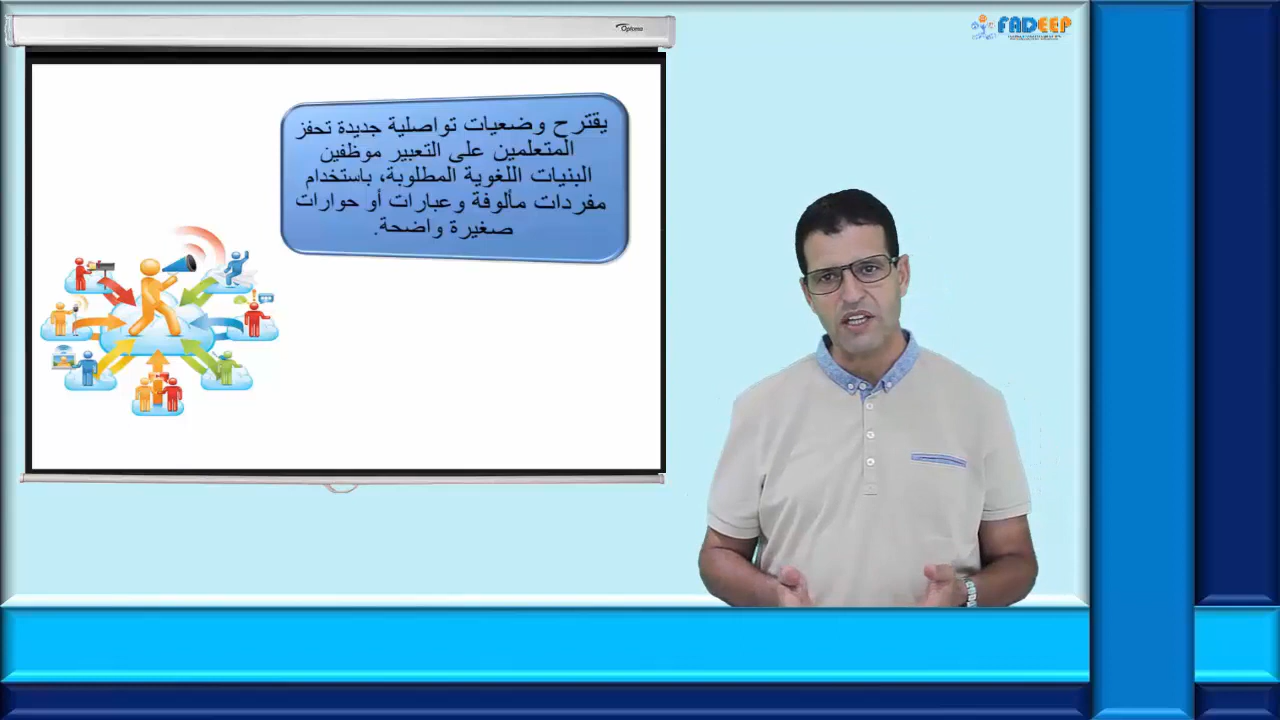 Optoma
FADEEP
يقترح وضعيات تواصلية جديدة تحفز
المتعلمين على التعبير موظفين
البنيات اللغوية المطلوبة، باستخدام
مفردات مألوفة وعبارات أو حوارات
صغيرة واضحة.